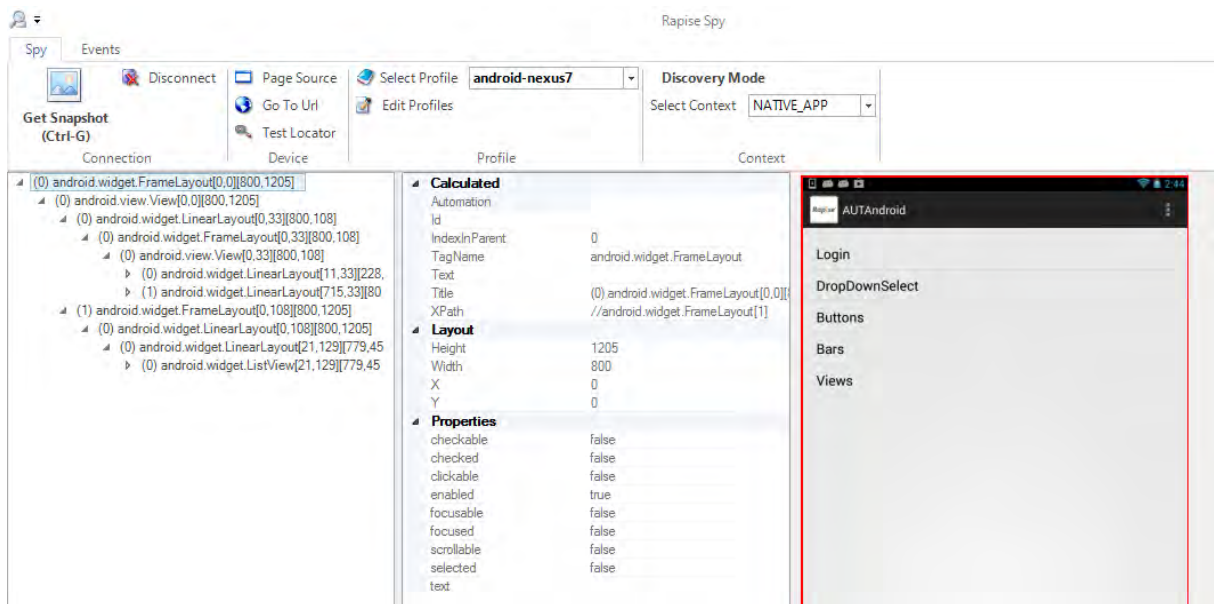 Rapise Spy
Spy Events
Get Snapshot
(Ctrl-G)
Disconnect
Connection
Page Source
Go To Url
Test Locator
Device
Select Profile android-nexus7
Edit Profiles
Profile
Discovery Mode
Select Context NATIVE_APP
Context
(0) android.widget.FrameLayout[0,0][800,1205]
(0) android.view.View[0,0][800,1205]
(0) android.widget.LinearLayout[0,33][800,108]
(0) android.widget.FrameLayout[0,33][800,108]
(0) android.view.View[0,33][800,108]
(0) android.widget.LinearLayout[11,33][228,
(1) android.widget.LinearLayout[715,33][80
(1) android.widget.FrameLayout[0,108][800,1205]
(0) android.widget.LinearLayout[0,108][800,1205]
(0) android.widget.LinearLayout[21,129][779,45
(0) android.widget.ListView[21,129][779,45
Calculated
Automation
Id
IndexInParent 0
TagName android.widget.FrameLayout
Text
Title (0) android.widget.FrameLayout[0,0][
XPath //android.widget.FrameLayout[1]
Layout
Height 1205
Width 800
X 0
Y 0
Properties
checkable false
checked false
clickable false
enabled true
focusable false
focused false
scrollable false
selected false
text
2:44
Rapise AUTAndroid
Login
DropDownSelect
Buttons
Bars
Views